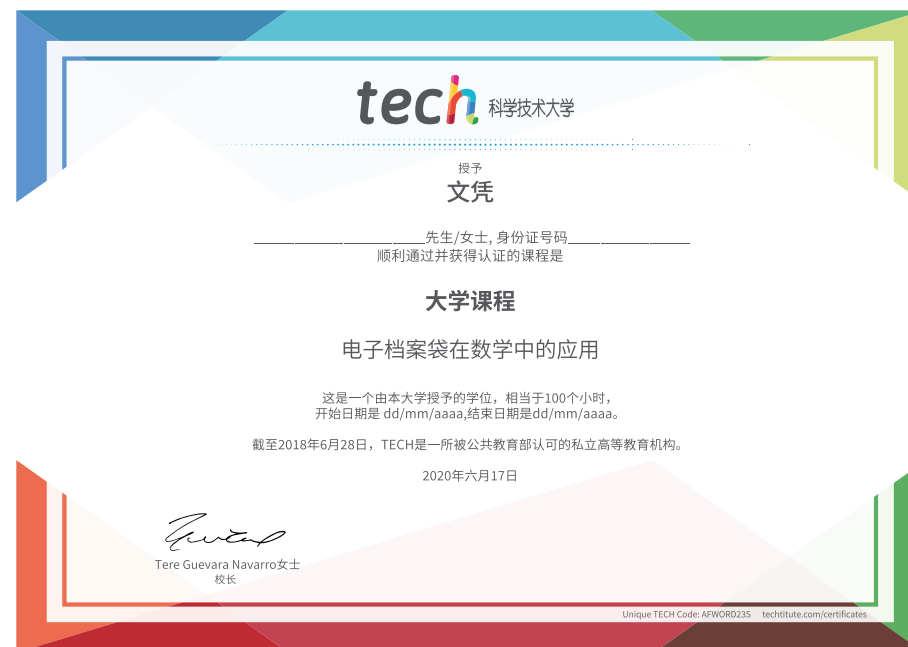 tech 科学技术大学
授予
文凭
先生/女士, 身份证号码
顺利通过并获得认证的课程是
大学课程
电子档案袋在数学中的应用
这是一个由本大学授予的学位，相当于100个小时，
开始日期是 dd/mm/aaaa,结束日期是dd/mm/aaaa。
截至2018年6月28日，TECH是一所被公共教育部认可的私立高等教育机构。
2020年六月17日
Tere Guevara Navarro女士
校长
Unique TECH Code: AFWORD23S techtitute.com/certificates